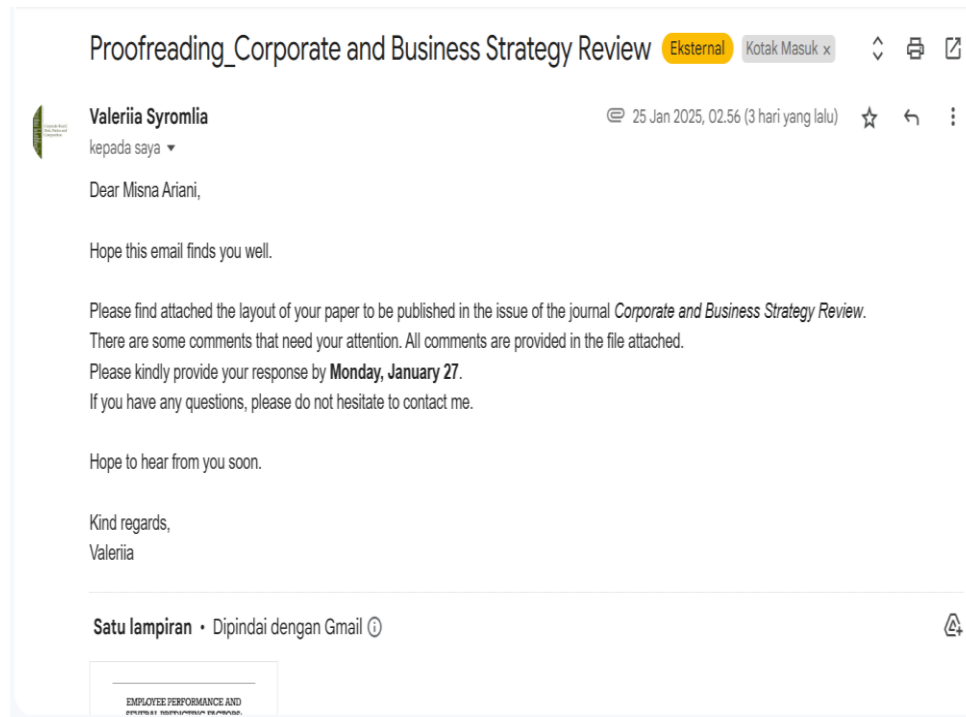 Proofreading_Corporate and Business Strategy Review Eksternal Kotak Masuk x
Valeriia Syromlia 25 Jan 2025, 02.56 (3 hari yang lalu)
kepada saya
Dear Misna Ariani,
Hope this email finds you well.
Please find attached the layout of your paper to be published in the issue of the journal Corporate and Business Strategy Review.
There are some comments that need your attention. All comments are provided in the file attached.
Please kindly provide your response by Monday, January 27.
If you have any questions, please do not hesitate to contact me.
Hope to hear from you soon.
Kind regards,
Valeriia
Satu lampiran • Dipindai dengan Gmail
EMPLOYEE PERFORMANCE AND
SEVERAL PREDICTING FACTORS: